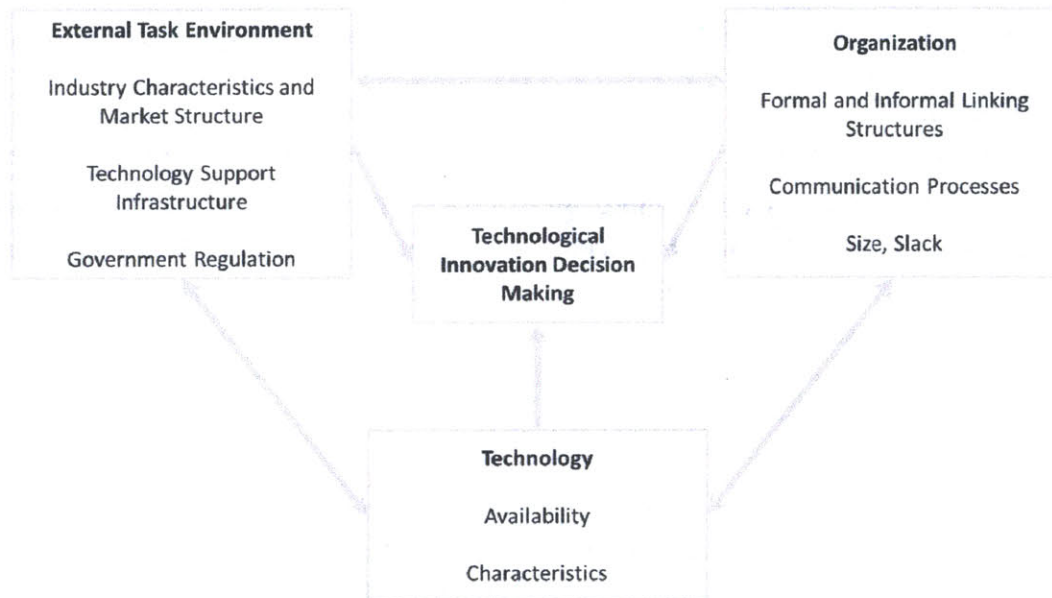 External Task Environment
Industry Characteristics and
Market Structure
Technology Support
Infrastructure
Government Regulation
Organization
Formal and Informal Linking
Structures
Communication Processes
Size, Slack
Technological
Innovation Decision
Making
Technology
Availability
Characteristics